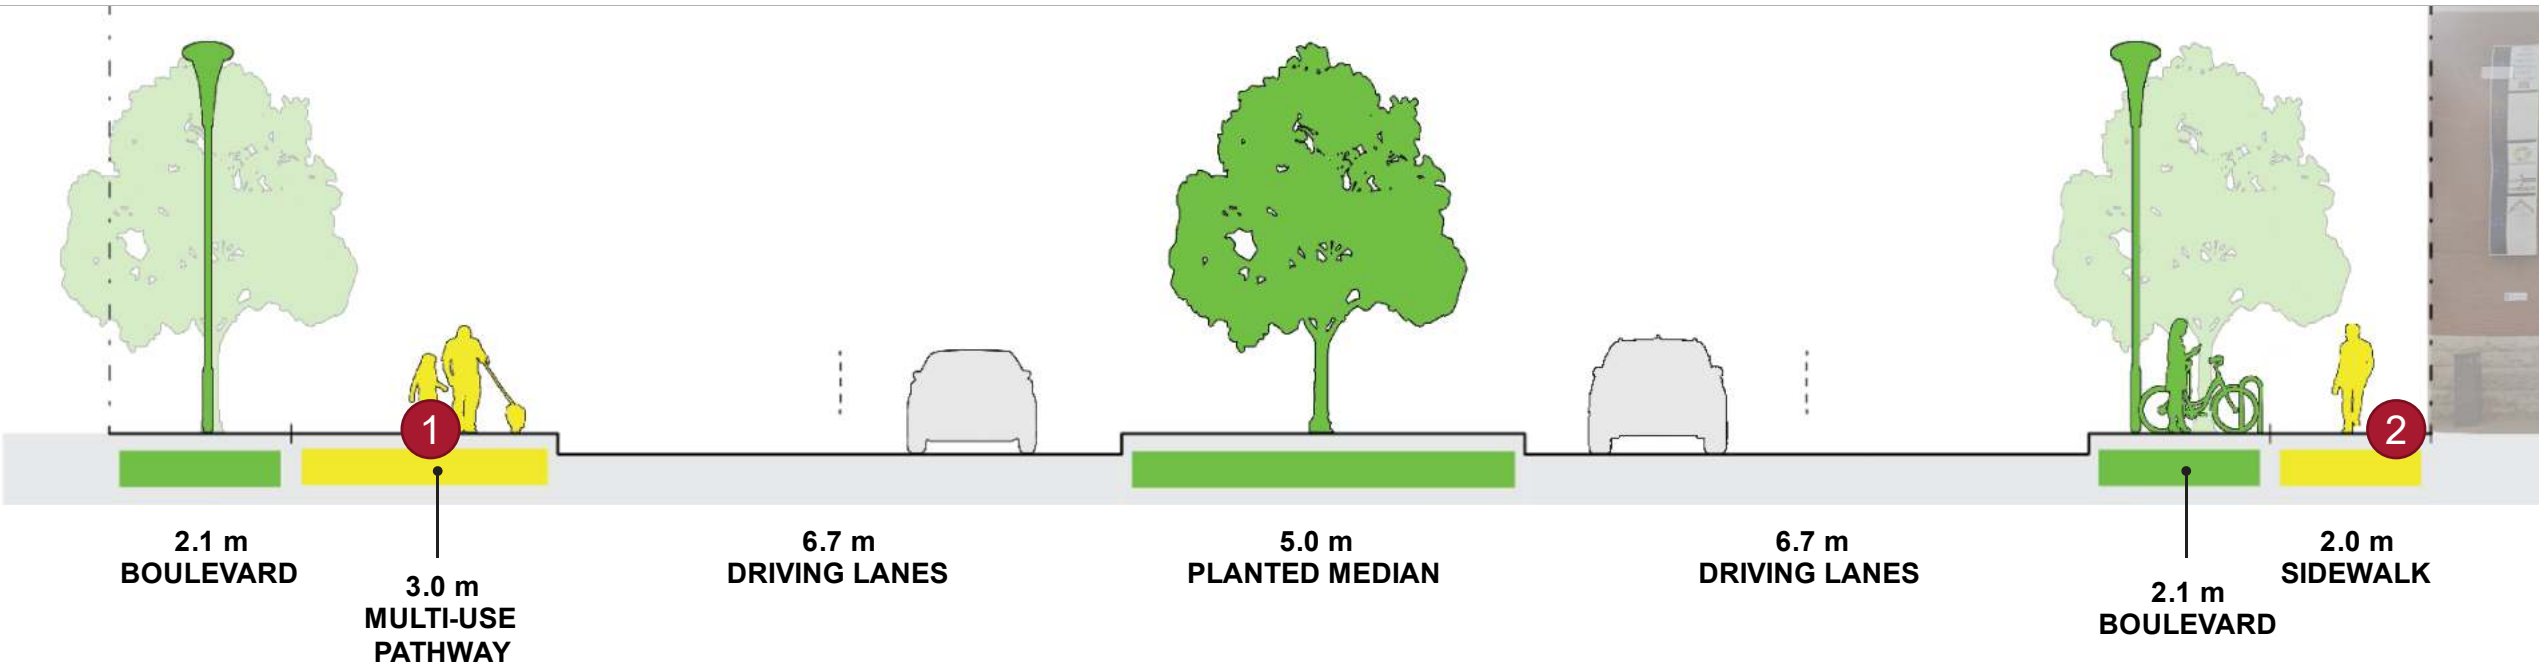 1
2
2.1 m
BOULEVARD
3.0 m
MULTI-USE
PATHWAY
6.7 m
DRIVING LANES
5.0 m
PLANTED MEDIAN
6.7 m
DRIVING LANES
2.1 m
BOULEVARD
2.0 m
SIDEWALK